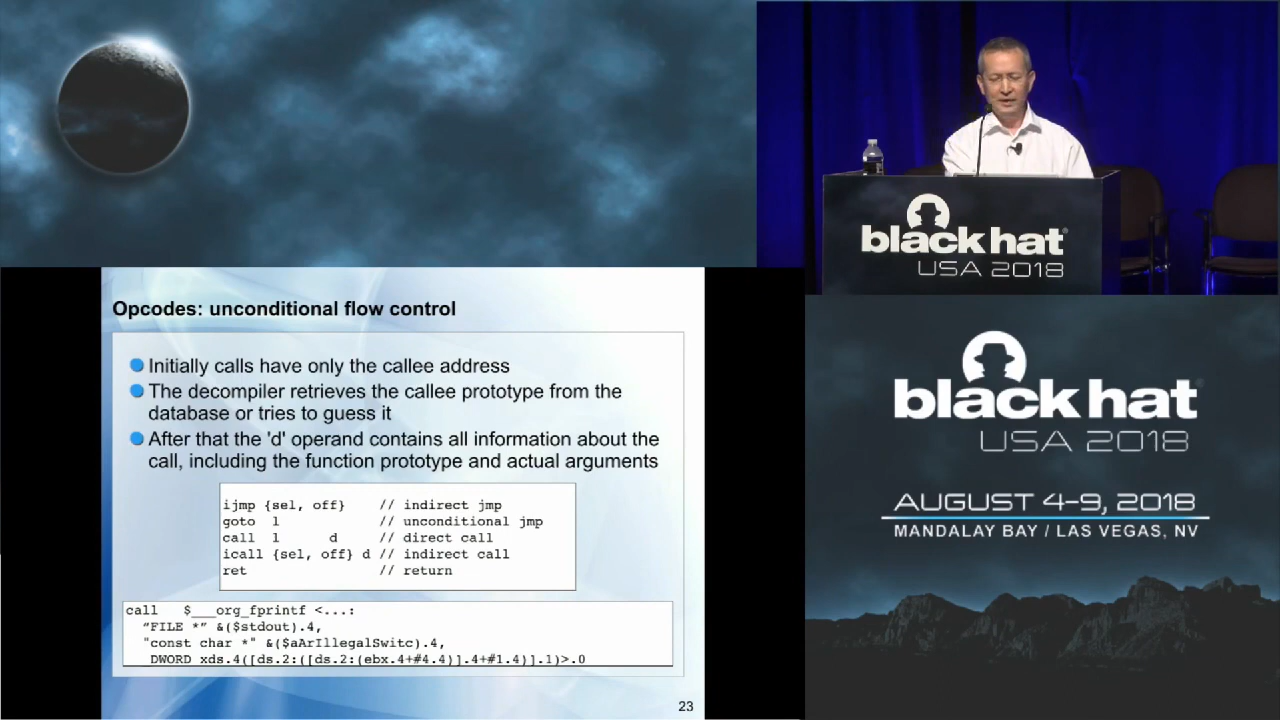 black hat
USA 2018
Opcodes: unconditional flow control
Initially calls have only the callee address
The decompiler retrieves the callee prototype from the
database or tries to guess it
After that the 'd' operand contains all information about the
call, including the function prototype and actual arguments
ijmp {sel, off} // indirect jmp
goto l // unconditional jmp
call l d // direct call
icall {sel, off} d // indirect call
ret // return
call $___org_fprintf <...:
"FILE *" &($stdout).4,
"const char *" &($aArIllegalSwitc).4,
_DWORD xds.4([ds.2:([ds.2:(ebx.4+#4.4)].4+#1.4)].1)>.0
23
black hat
USA 2018
AUGUST 4-9, 2018
MANDALAY BAY / LAS VEGAS, NV